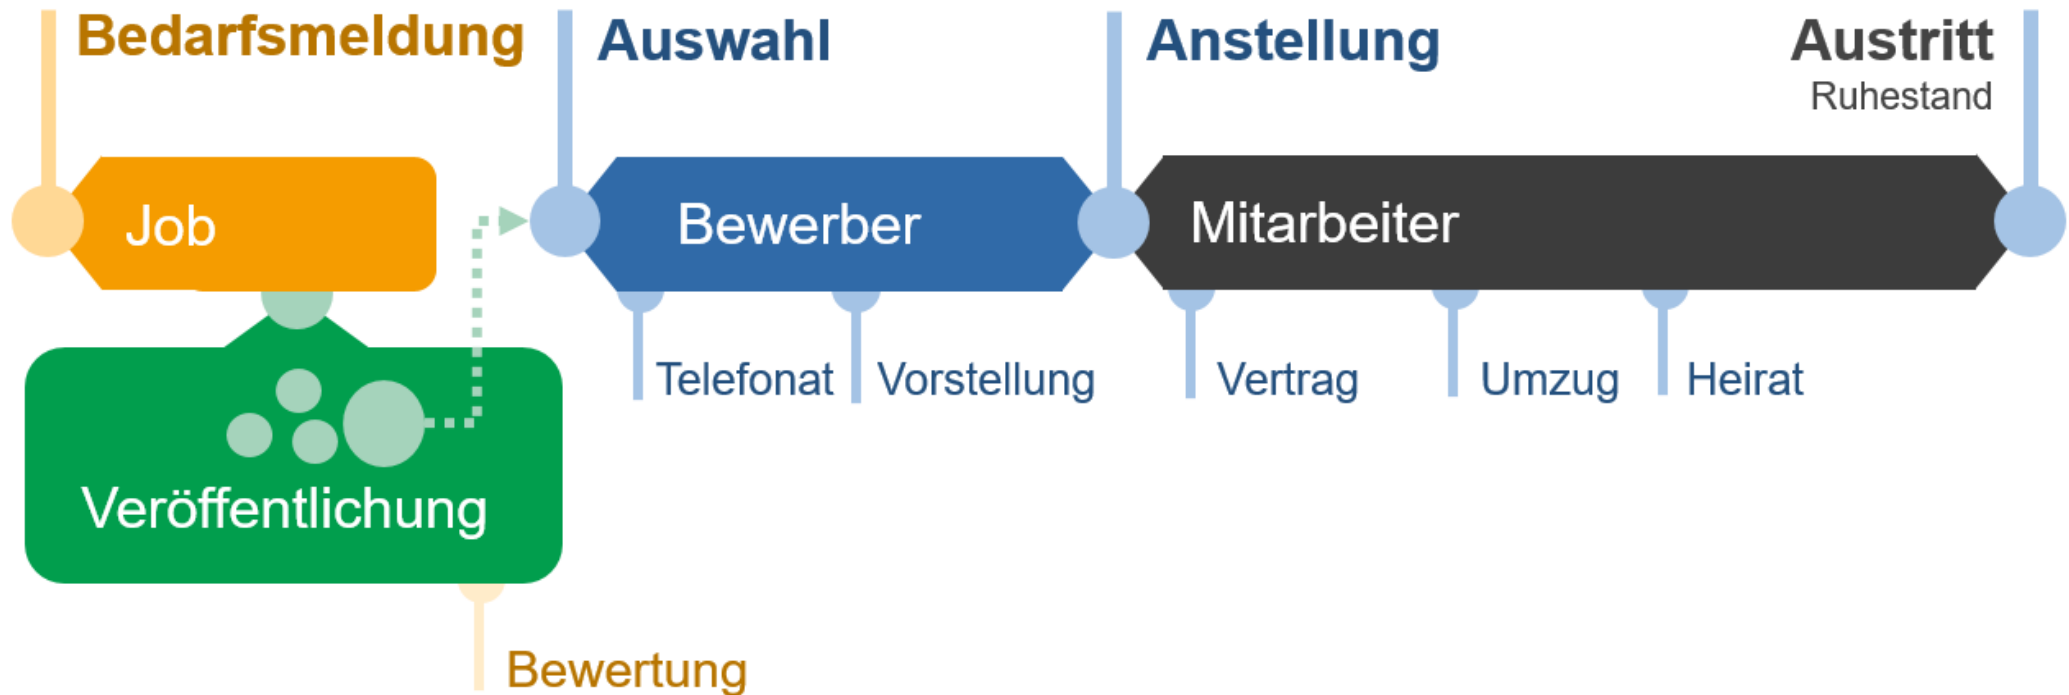 Bedarfsmeldung
Auswahl
Anstellung
Austritt
Ruhestand
Job
Bewerber
Mitarbeiter
Telefonat
Vorstellung
Vertrag
Umzug
Heirat
Veröffentlichung
Bewertung